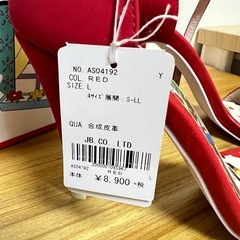 NO. AS04192 Y
COL. RED
SIZE. L
4サイズ展開：S-LL
QUA 合成皮革
JB.CO.,LTD
AS04192 L
RED
本体 ￥8,900+税